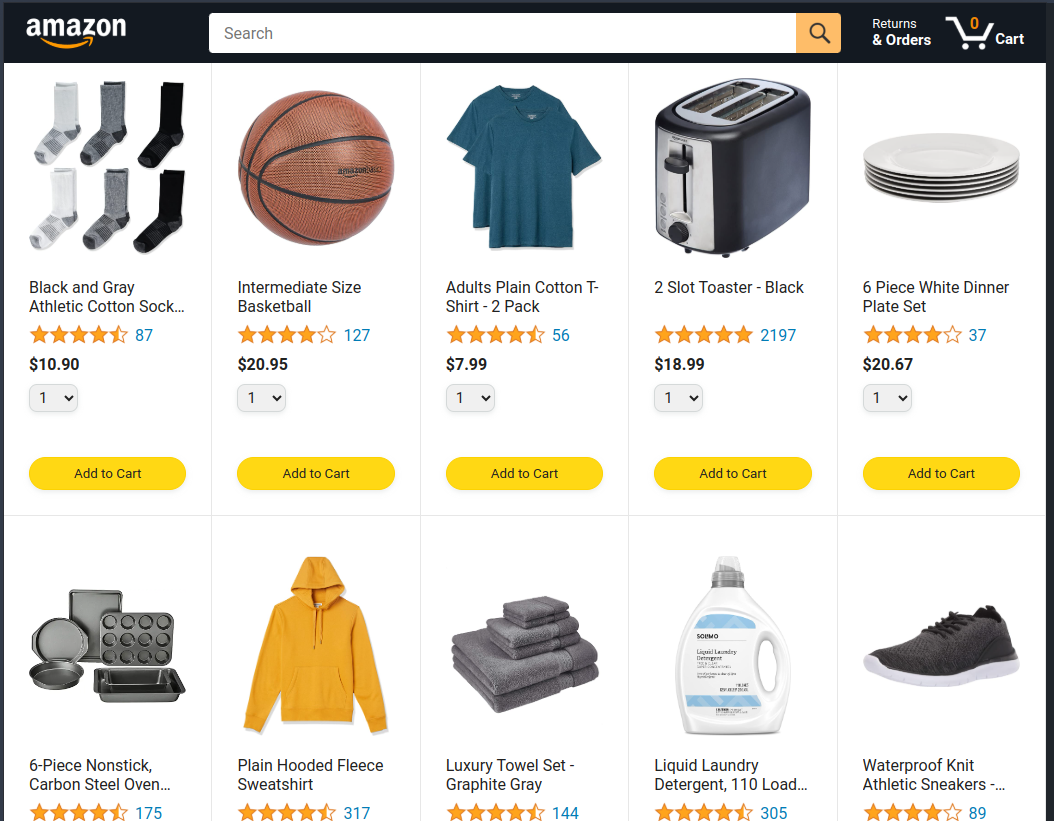 amazon
Search
Returns
& Orders
0
Cart
amazonbasics
Black and Gray
Athletic Cotton Sock...
87
$10.90
1
Add to Cart
Intermediate Size
Basketball
127
$20.95
1
Add to Cart
Adults Plain Cotton T-
Shirt - 2 Pack
56
$7.99
1
Add to Cart
2 Slot Toaster - Black
2197
$18.99
1
Add to Cart
6 Piece White Dinner
Plate Set
37
$20.67
1
Add to Cart
6-Piece Nonstick,
Carbon Steel Oven...
175
Plain Hooded Fleece
Sweatshirt
317
Luxury Towel Set -
Graphite Gray
144
SOLIMO
Liquid Laundry
Detergent
Liquid Laundry
Detergent, 110 Load...
305
Waterproof Knit
Athletic Sneakers -...
89